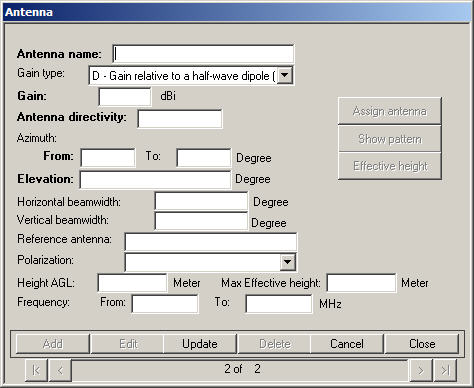 Antenna
Antenna name:
Gain type: D - Gain relative to a half-wave dipole (
Gain: dBi
Antenna directivity:
Assign antenna
Azimuth:
Show pattern
From: To: Degree
Effective height
Elevation: Degree
Horizontal beamwidth: Degree
Vertical beamwidth: Degree
Reference antenna:
Polarization:
Height AGL: Meter Max Effective height: Meter
Frequency: From: To: MHz
Add Edit Update Delete Cancel Close
2 of 2